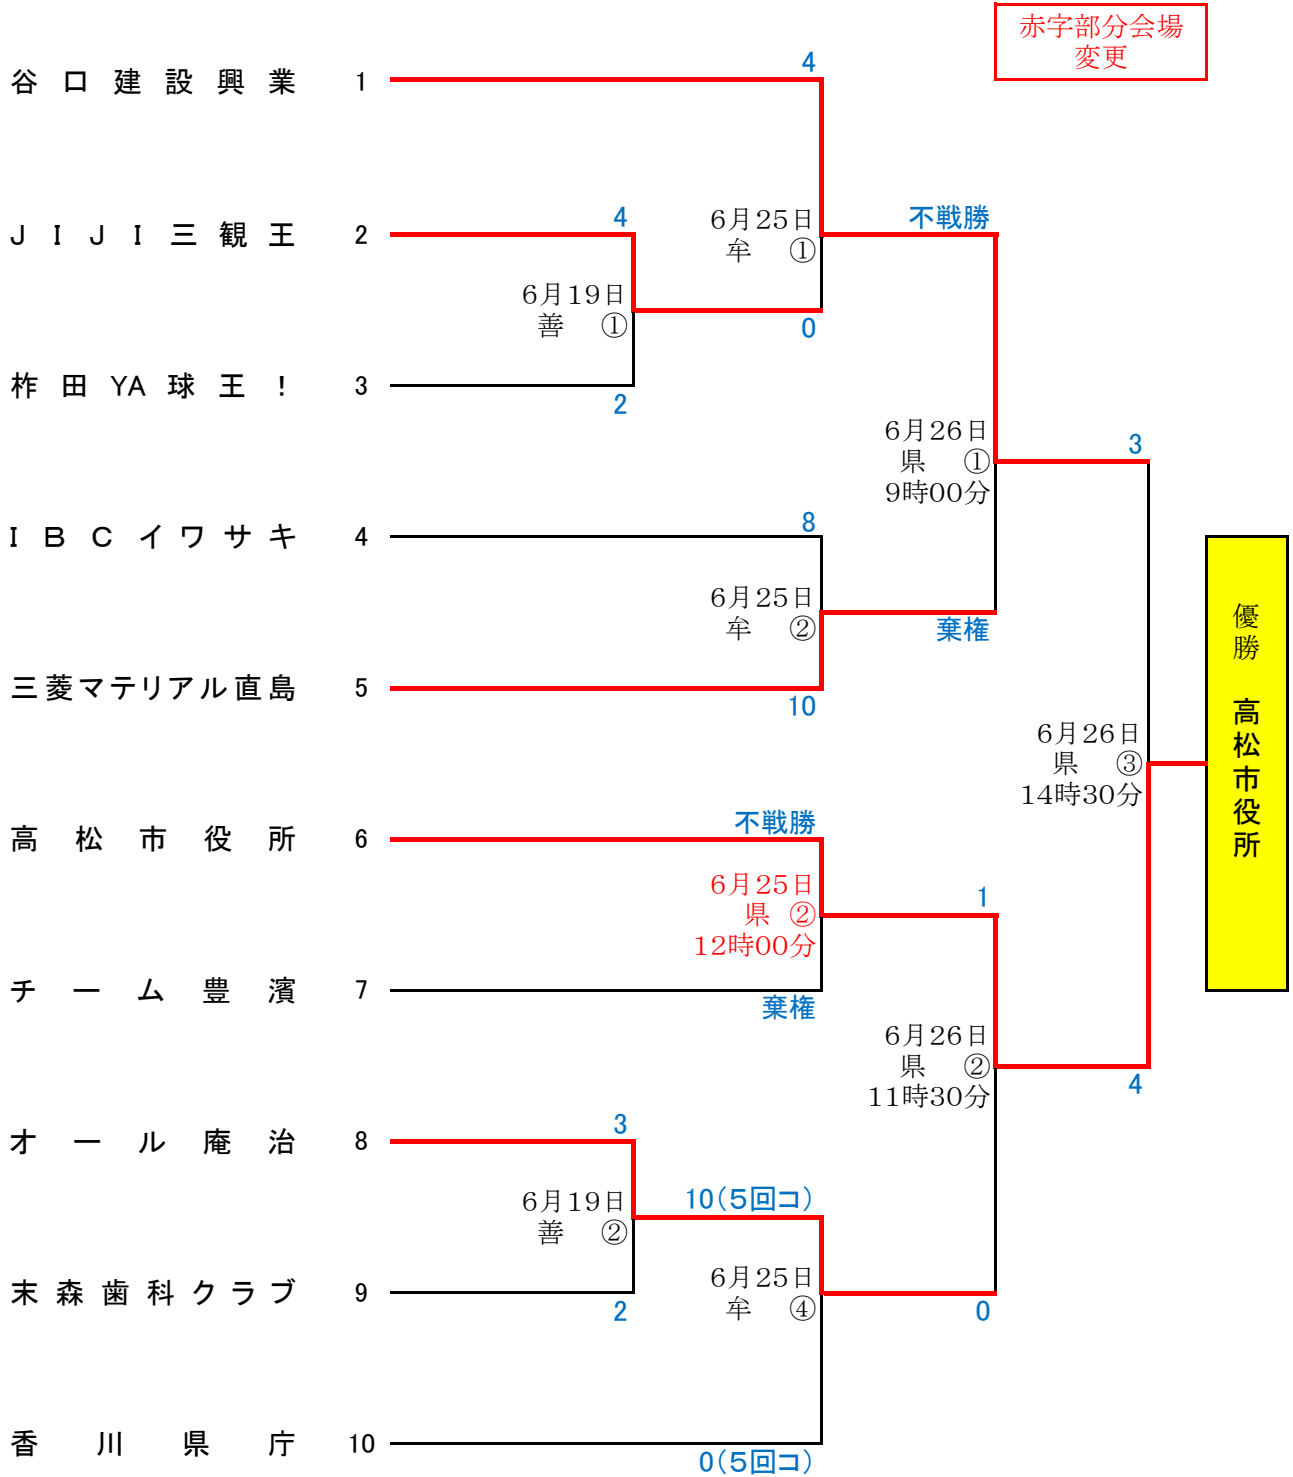 赤字部分会場
変更
谷口建設興業 1
4
JIJI三観王 2
4
6月25日
牟 ①
不戦勝
6月19日
善 ①
0
柞田YA球王! 3
2
6月26日
県 ①
9時00分
3
IBCイワサキ 4
8
6月25日
牟 ②
棄権
三菱マテリアル直島 5
10
優勝 高松市役所
6月26日
県 ③
14時30分
高松市役所 6
不戦勝
6月25日
県 ②
12時00分
1
チーム豊濱 7
棄権
6月26日
県 ②
11時30分
4
オール庵治 8
3
6月19日
善 ②
10(5回コ)
末森歯科クラブ 9
2
6月25日
牟 ④
0
香川県庁 10
0(5回コ)